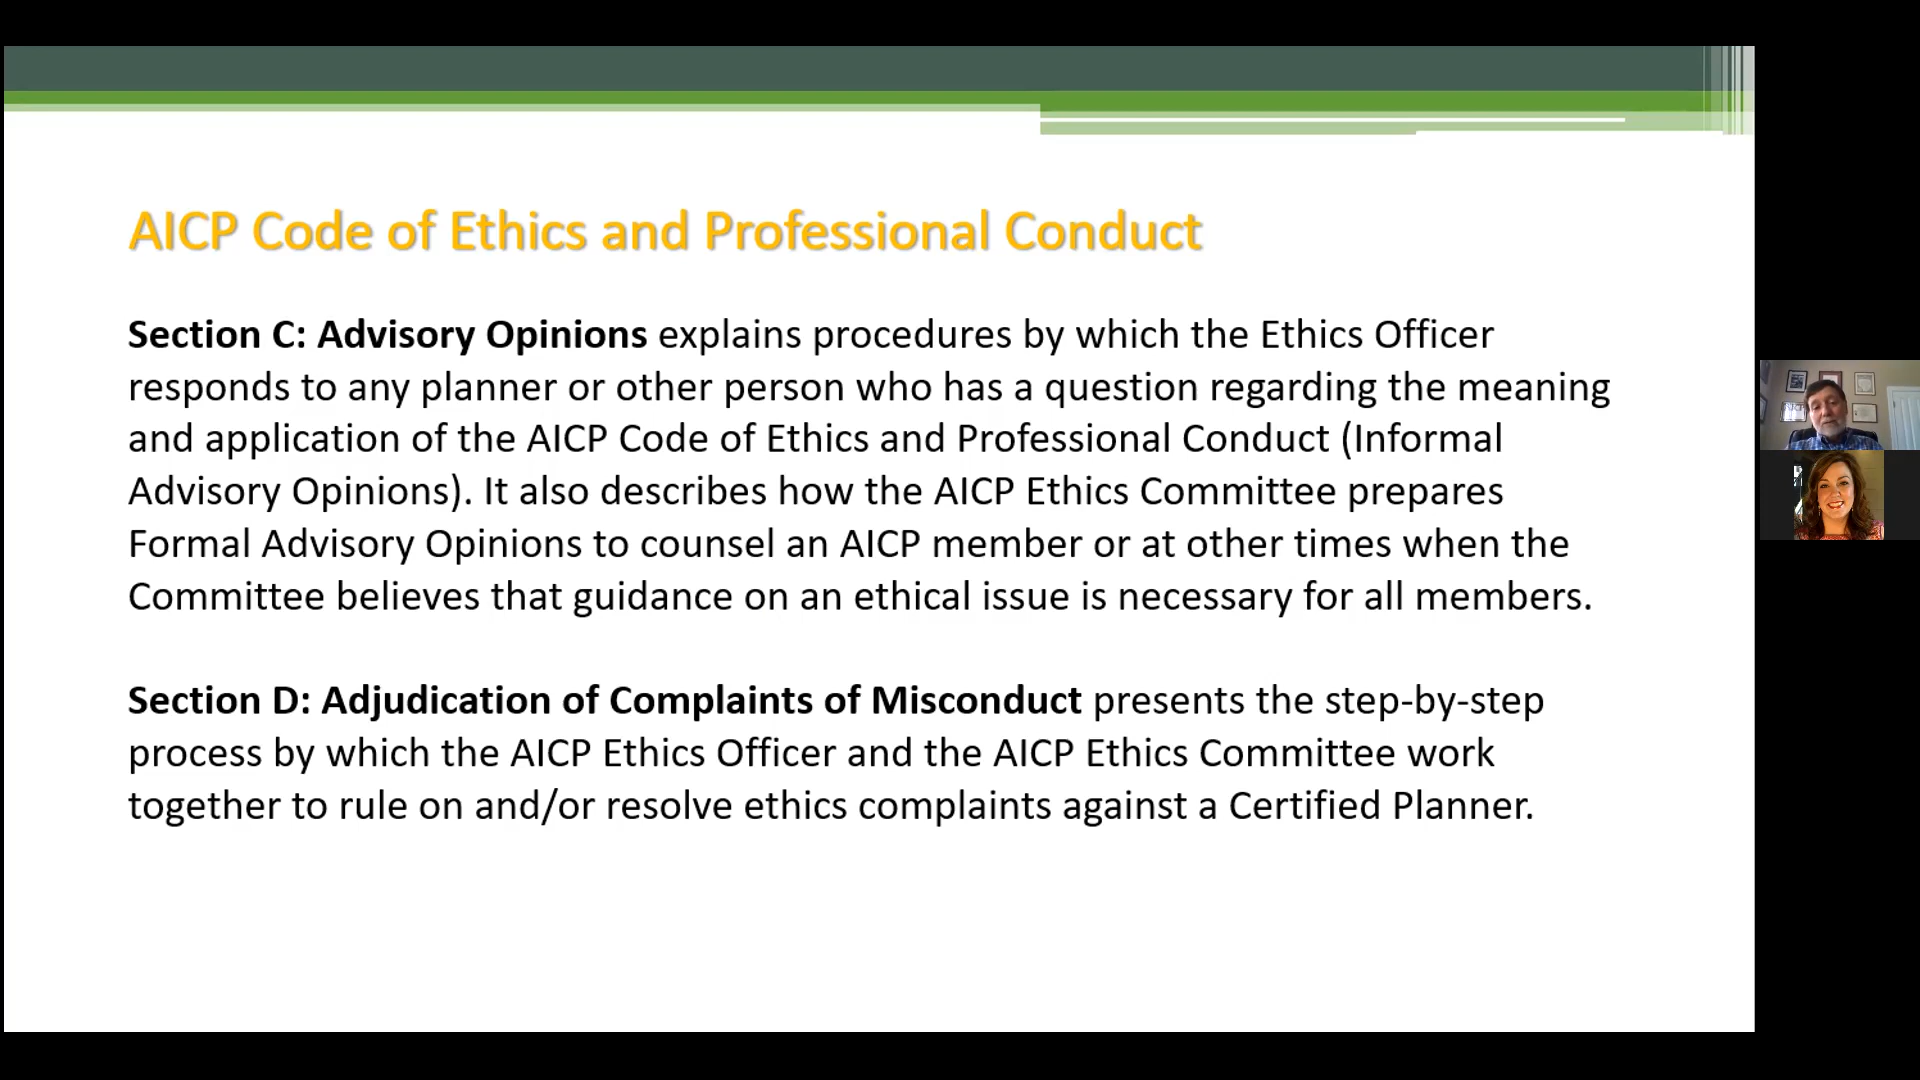 AICP Code of Ethics and Professional Conduct
Section C: Advisory Opinions explains procedures by which the Ethics Officer
responds to any planner or other person who has a question regarding the meaning
and application of the AICP Code of Ethics and Professional Conduct (Informal
Advisory Opinions). It also describes how the AICP Ethics Committee prepares
Formal Advisory Opinions to counsel an AICP member or at other times when the
Committee believes that guidance on an ethical issue is necessary for all members.
Section D: Adjudication of Complaints of Misconduct presents the step-by-step
process by which the AICP Ethics Officer and the AICP Ethics Committee work
together to rule on and/or resolve ethics complaints against a Certified Planner.